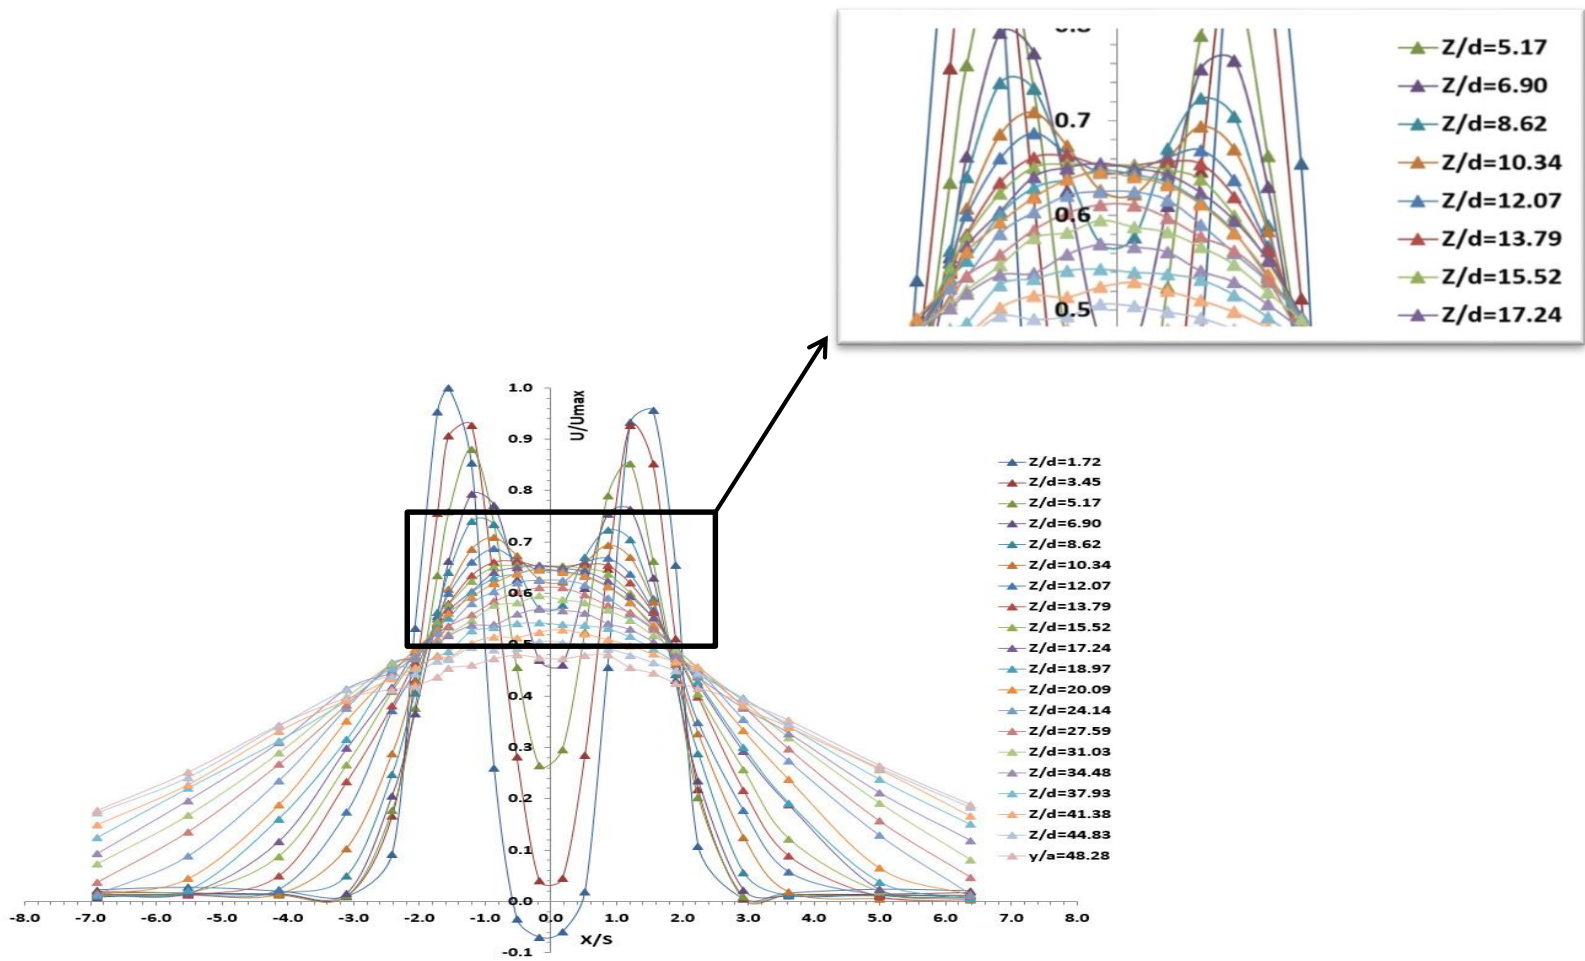 0.8
0.7
0.6
0.5
Z/d=5.17
Z/d=6.90
Z/d=8.62
Z/d=10.34
Z/d=12.07
Z/d=13.79
Z/d=15.52
Z/d=17.24
U/Umax
1.0
0.9
0.8
0.7
0.6
0.5
0.4
0.3
0.2
0.1
0.0
-0.1
-8.0 -7.0 -6.0 -5.0 -4.0 -3.0 -2.0 -1.0 0.0 1.0 2.0 3.0 4.0 5.0 6.0 7.0 8.0
X/S
Z/d=1.72
Z/d=3.45
Z/d=5.17
Z/d=6.90
Z/d=8.62
Z/d=10.34
Z/d=12.07
Z/d=13.79
Z/d=15.52
Z/d=17.24
Z/d=18.97
Z/d=20.09
Z/d=24.14
Z/d=27.59
Z/d=31.03
Z/d=34.48
Z/d=37.93
Z/d=41.38
Z/d=44.83
y/a=48.28